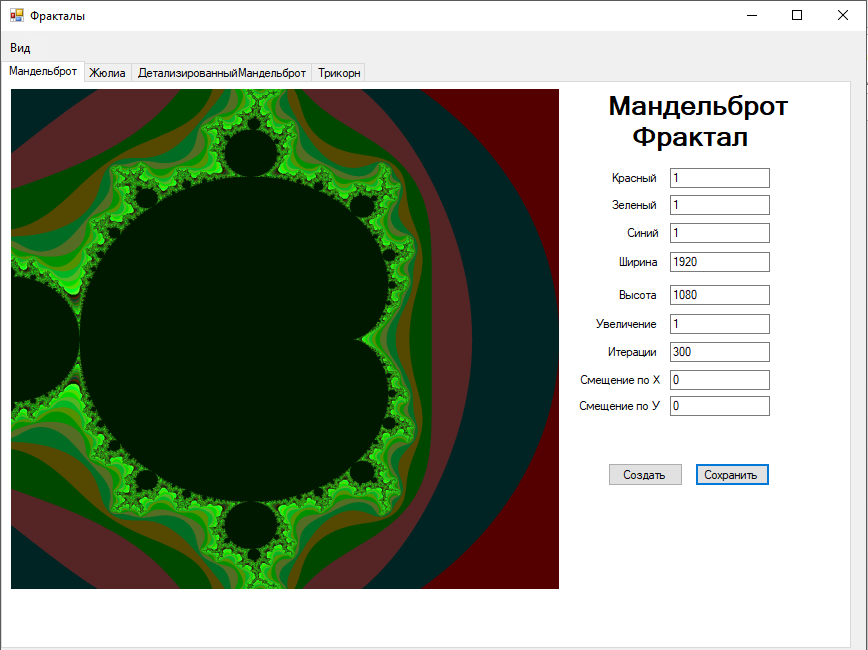 Фракталы
Вид
Мандельброт Жюлиа ДетализированныйМандельброт Трикорн
Мандельброт
Фрактал
Красный 1
Зеленый 1
Синий 1
Ширина 1920
Высота 1080
Увеличение 1
Итерации 300
Смещение по X 0
Смещение по У 0
Создать Сохранить